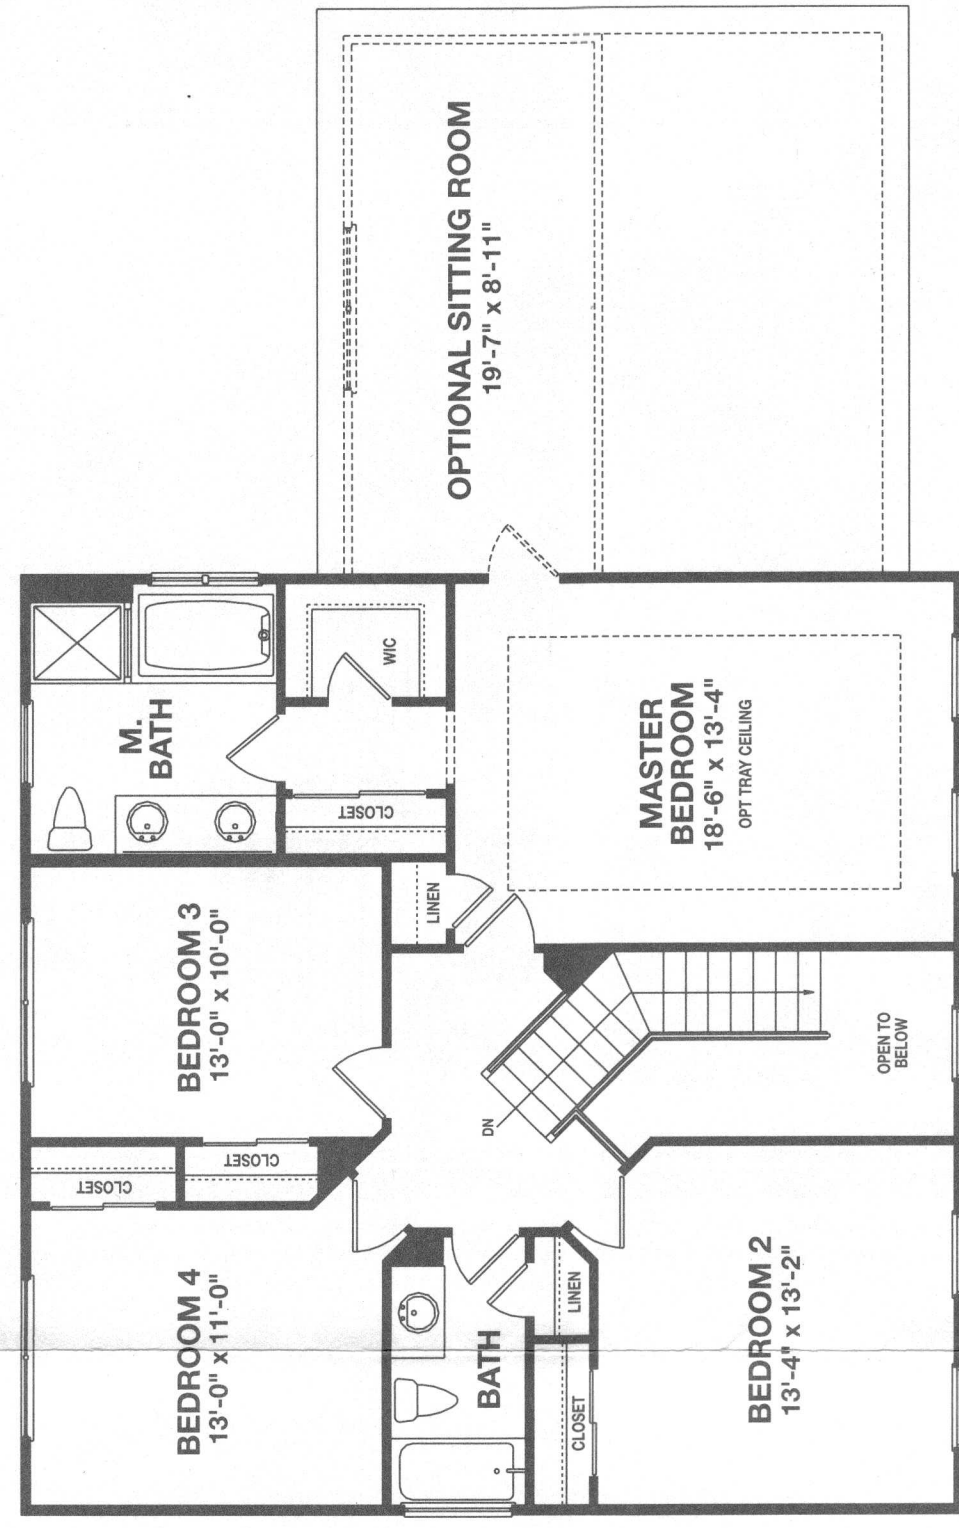 OPTIONAL SITTING ROOM
19'-7" x 8'-11"
M.
BATH
WIC
CLOSET
MASTER
BEDROOM
18'-6" x 13'-4"
OPT TRAY CEILING
LINEN
BEDROOM 3
13'-0" x 10'-0"
CLOSET
CLOSET
DN
OPEN TO
BELOW
BEDROOM 4
13'-0" x 11'-0"
BATH
LINEN
CLOSET
BEDROOM 2
13'-4" x 13'-2"